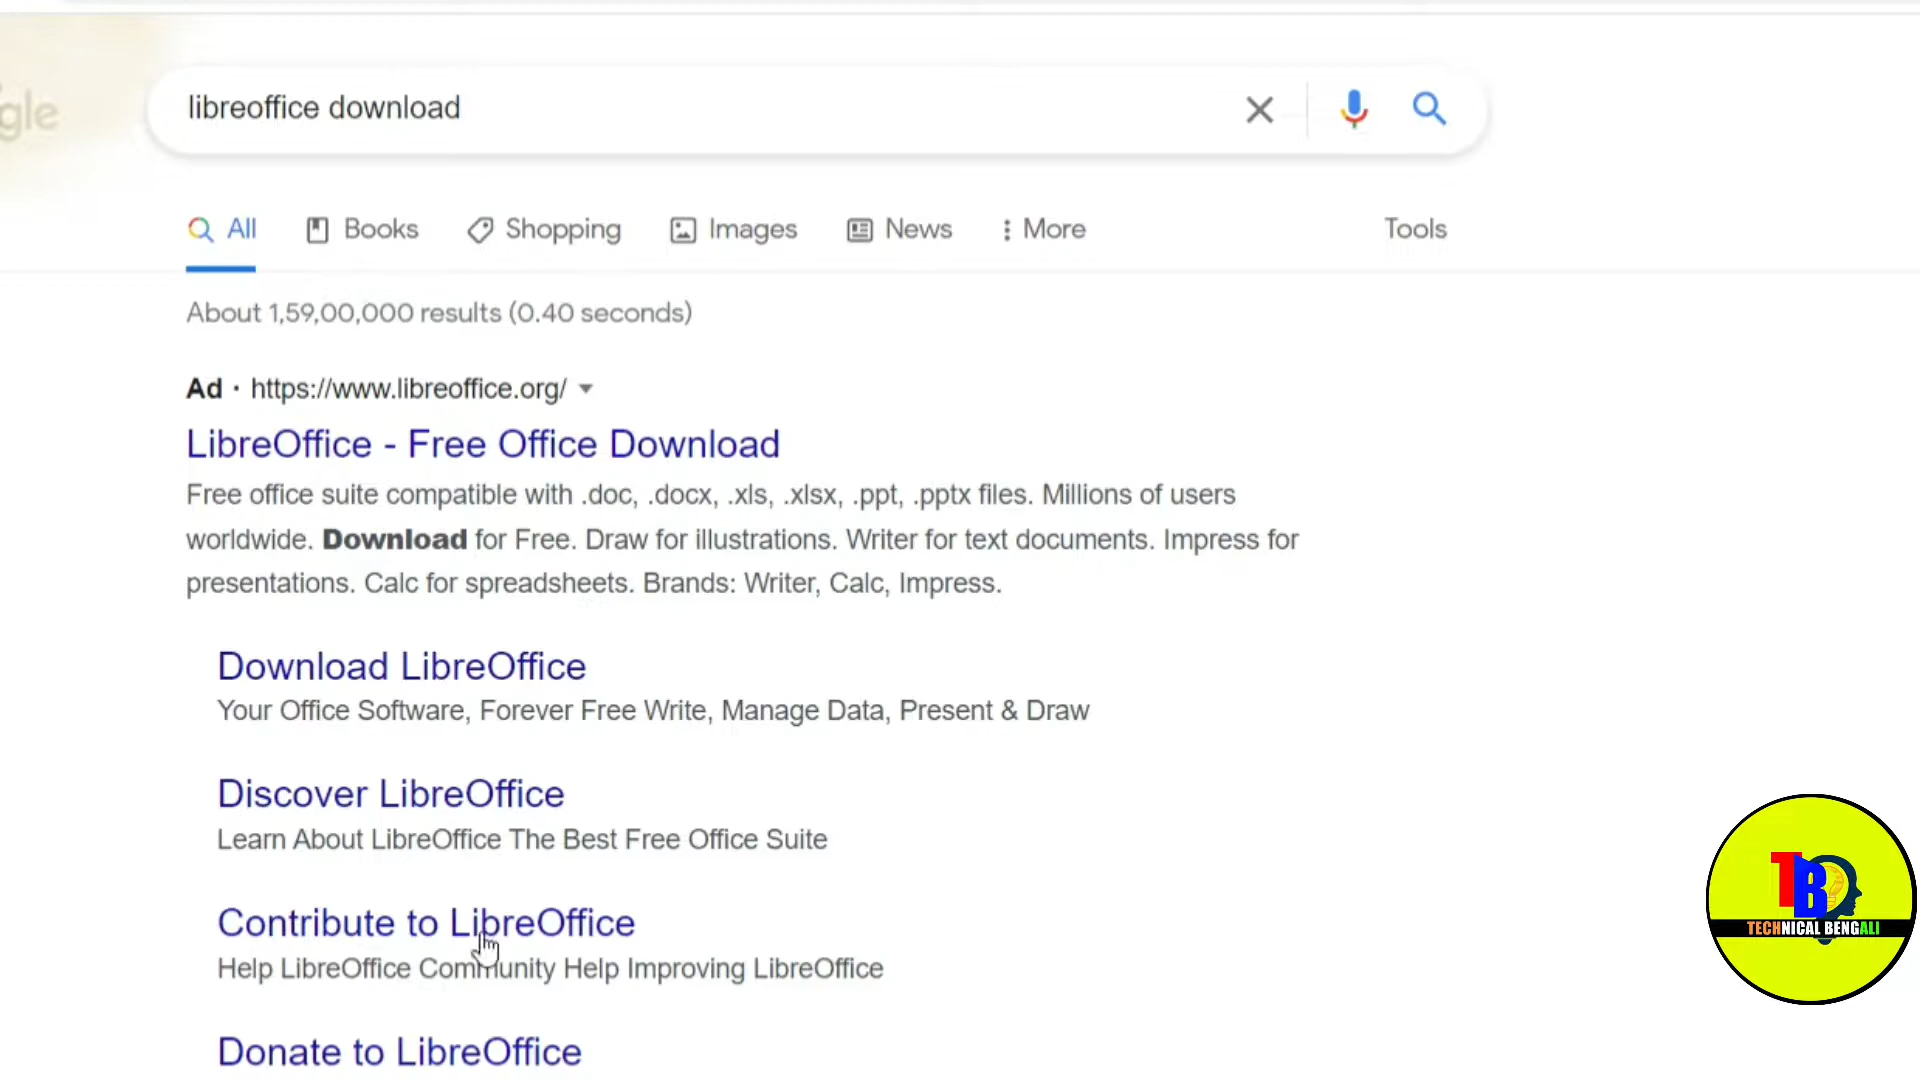 gle
libreoffice download
All Books Shopping Images News More Tools
About 1,59,00,000 results (0.40 seconds)
Ad · https://www.libreoffice.org/
LibreOffice - Free Office Download
Free office suite compatible with .doc, .docx, .xls, .xlsx, .ppt, .pptx files. Millions of users
worldwide. Download for Free. Draw for illustrations. Writer for text documents. Impress for
presentations. Calc for spreadsheets. Brands: Writer, Calc, Impress.
Download LibreOffice
Your Office Software, Forever Free Write, Manage Data, Present & Draw
Discover LibreOffice
Learn About LibreOffice The Best Free Office Suite
Contribute to LibreOffice
Help LibreOffice Community Help Improving LibreOffice
Donate to LibreOffice
TB
TECHNICAL BENGALI